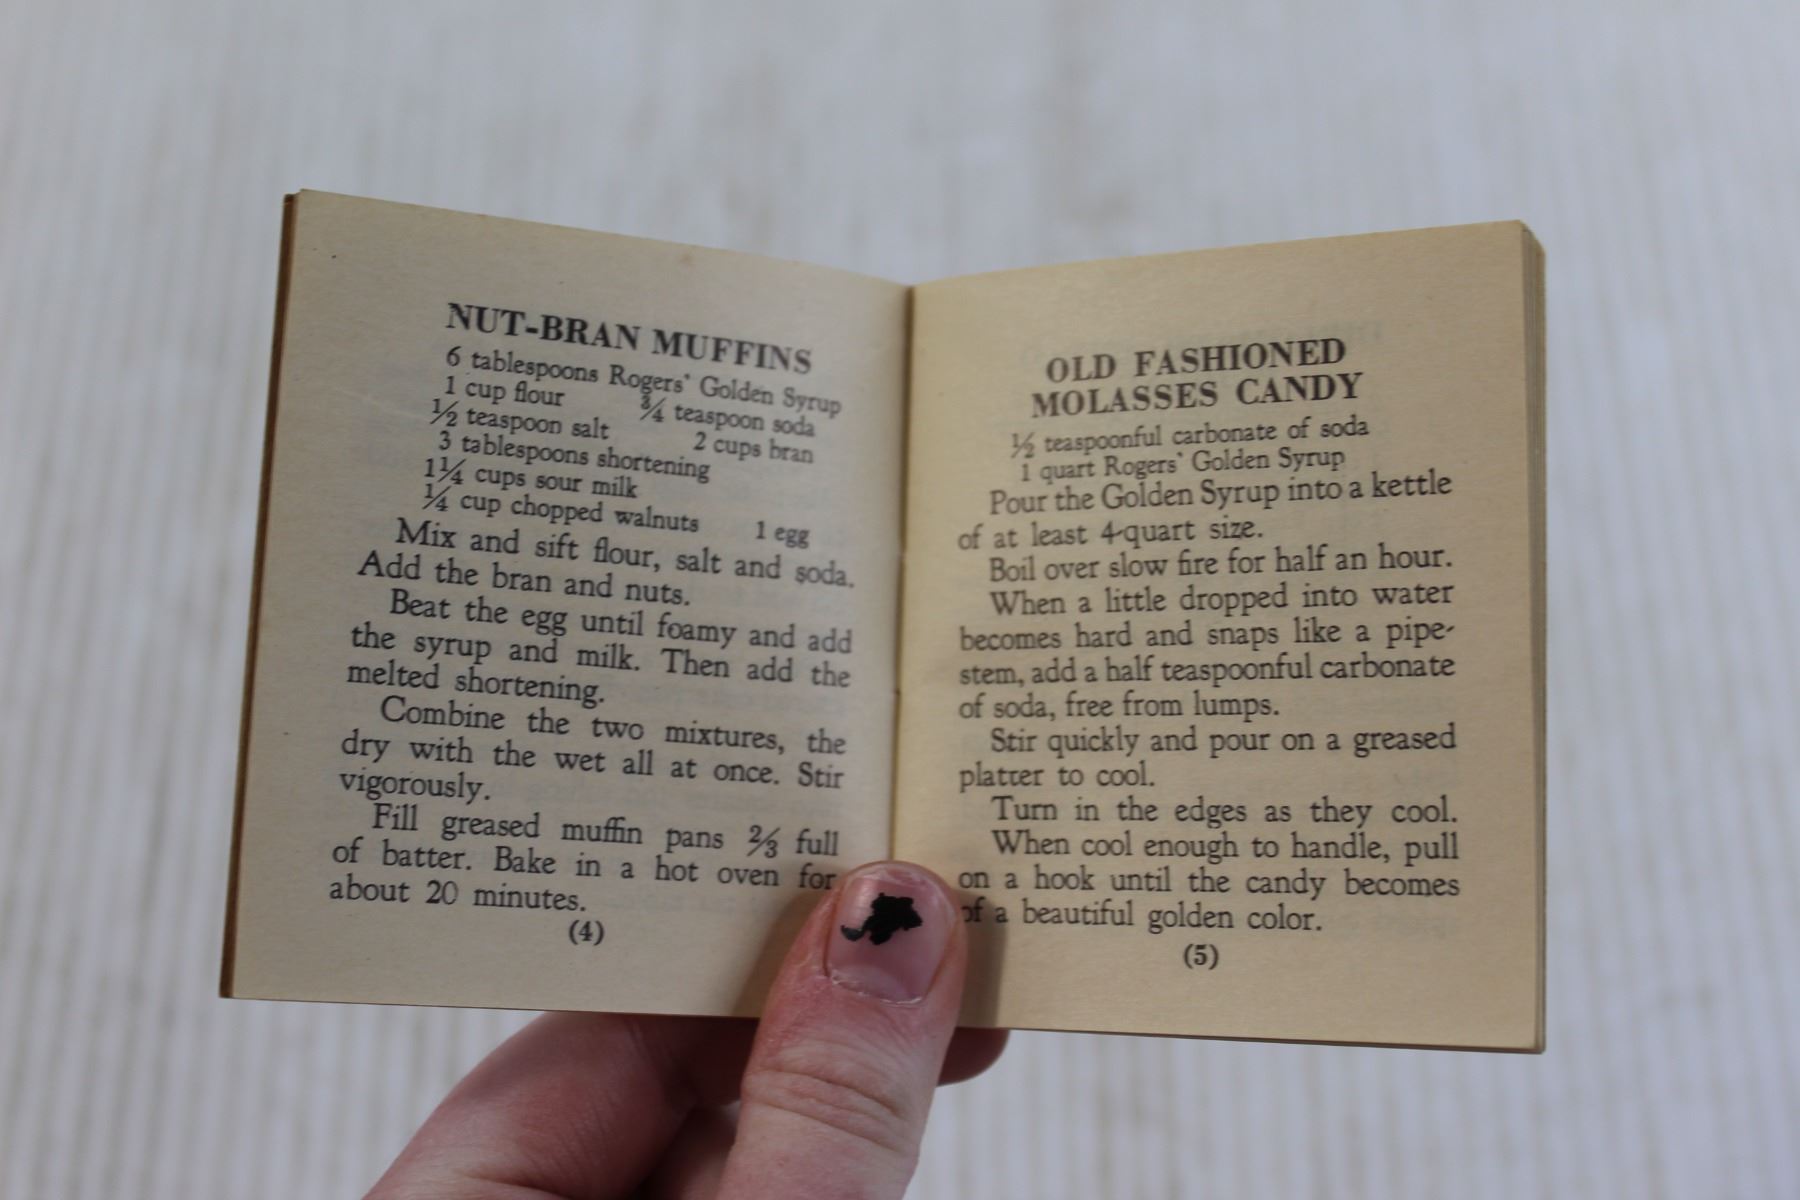 NUT-BRAN MUFFINS
6 tablespoons Rogers' Golden Syrup
1 cup flour ¾ teaspoon soda
½ teaspoon salt 2 cups bran
3 tablespoons shortening
1¼ cups sour milk
¼ cup chopped walnuts 1 egg
Mix and sift flour, salt and soda.
Add the bran and nuts.
Beat the egg until foamy and add
the syrup and milk. Then add the
melted shortening.
Combine the two mixtures, the
dry with the wet all at once. Stir
vigorously.
Fill greased muffin pans ⅔ full
of batter. Bake in a hot oven for
about 20 minutes.
(4)
OLD FASHIONED
MOLASSES CANDY
½ teaspoonful carbonate of soda
1 quart Rogers' Golden Syrup
Pour the Golden Syrup into a kettle
of at least 4-quart size.
Boil over slow fire for half an hour.
When a little dropped into water
becomes hard and snaps like a pipe-
stem, add a half teaspoonful carbonate
of soda, free from lumps.
Stir quickly and pour on a greased
platter to cool.
Turn in the edges as they cool.
When cool enough to handle, pull
on a hook until the candy becomes
of a beautiful golden color.
(5)